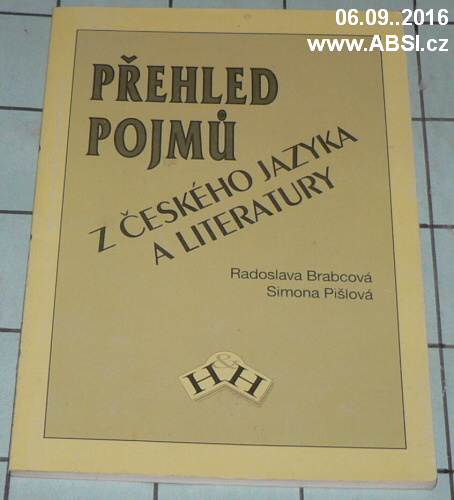 06.09..2016
www.ABSI.cz
PŘEHLED
POJMŮ
Z ČESKÉHO JAZYKA
A LITERATURY
Radoslava Brabcová
Simona Pišlová
H&H